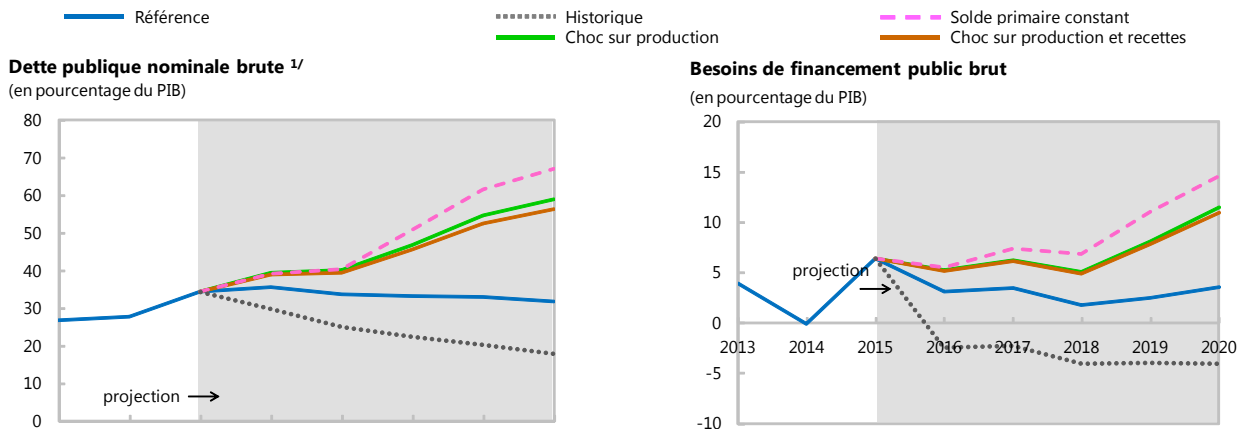 Référence
Historique
Solde primaire constant
Choc sur production
Choc sur production et recettes
Dette publique nominale brute 1/
(en pourcentage du PIB)
80
70
60
50
40
30
20
10
0
projection
Besoins de financement public brut
(en pourcentage du PIB)
20
15
10
5
0
-5
-10
projection
2013 2014 2015 2016 2017 2018 2019 2020